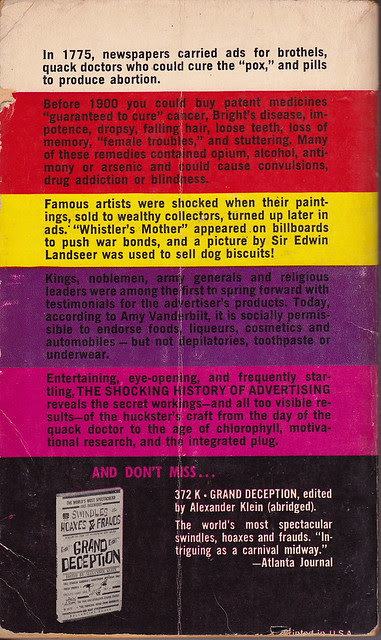 In 1775, newspapers carried ads for brothels,
quack doctors who could cure the “pox,” and pills
to produce abortion.
Before 1900 you could buy patent medicines
“guaranteed to cure” cancer, Bright's disease, im-
potence, dropsy, falling hair, loose teeth, loss of
memory, “female troubles,” and stuttering. Many
of these remedies contained opium, alcohol, anti-
mony or arsenic and could cause convulsions,
drug addiction or blindness.
Famous artists were shocked when their paint-
ings, sold to wealthy collectors, turned up later in
ads. “Whistler's Mother” appeared on billboards
to push war bonds, and a picture by Sir Edwin
Landseer was used to sell dog biscuits!
Kings, noblemen, army generals and religious
leaders were among the first to spring forward with
testimonials for the advertiser's products. Today,
according to Amy Vanderbilt, it is socially permis-
sible to endorse foods, liqueurs, cosmetics and
automobiles — but not depilatories, toothpaste or
underwear.
Entertaining, eye-opening, and frequently star-
tling, THE SHOCKING HISTORY OF ADVERTISING
reveals the secret workings—and all too visible re-
sults—of the huckster's craft from the day of the
quack doctor to the age of chlorophyll, motiva-
tional research, and the integrated plug.
AND DON'T MISS...
THE WORLD'S MOST SPECTACULAR
SWINDLES
HOAXES & FRAUDS
GRAND
DECEPTION
372 K • GRAND DECEPTION, edited
by Alexander Klein (abridged).
The world's most spectacular
swindles, hoaxes and frauds. “In-
triguing as a carnival midway.”
—Atlanta Journal
Printed in U.S.A.